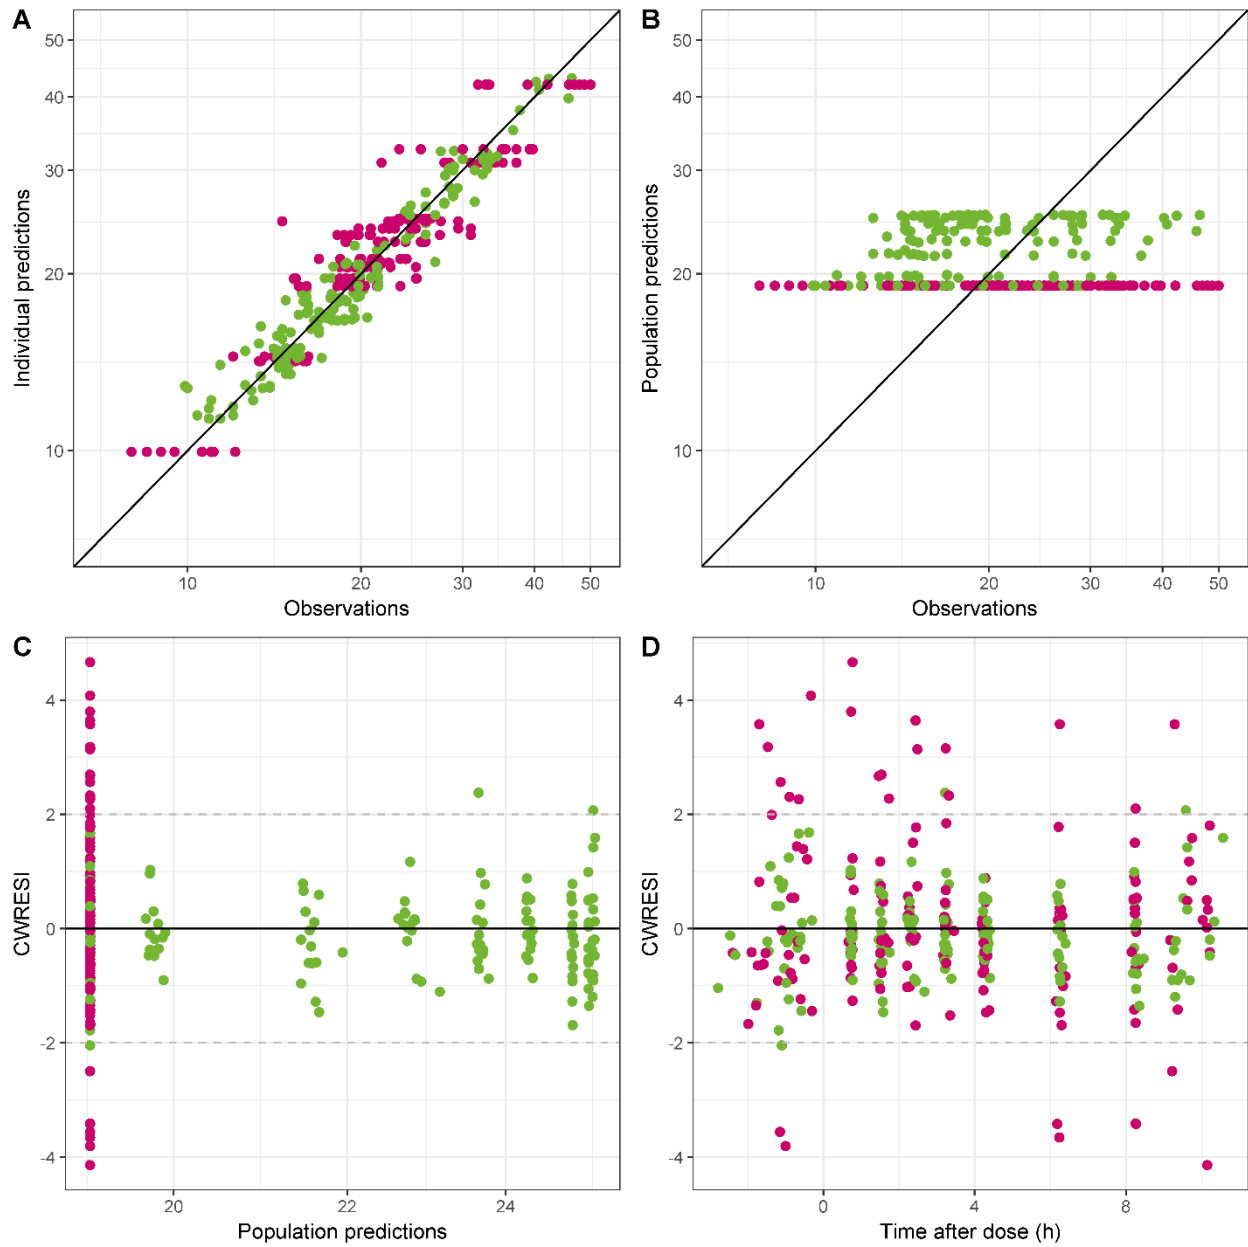 A
50
40
30
20
10
Individual predictions
10 20 30 40 50
Observations
B
50
40
30
20
10
Population predictions
10 20 30 40 50
Observations
C
4
2
0
-2
-4
CWRESI
20 22 24
Population predictions
D
4
2
0
-2
-4
CWRESI
0 4 8
Time after dose (h)